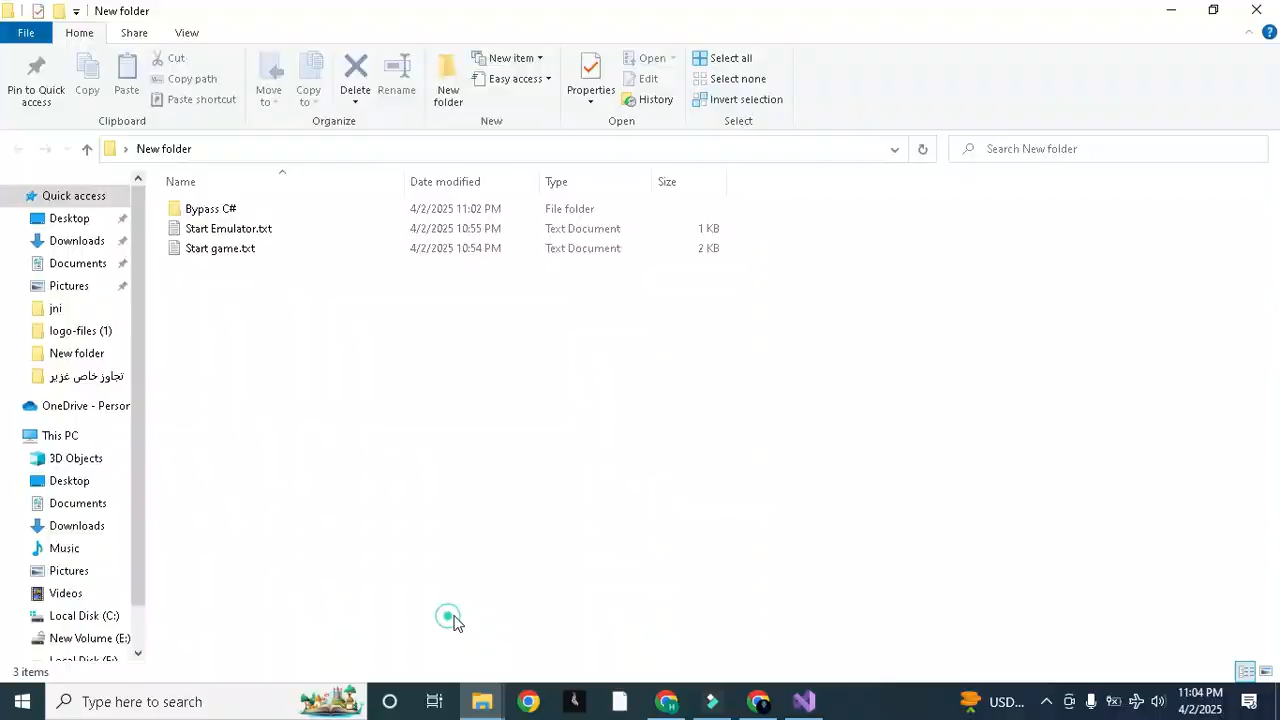 New folder
File Home Share View
Pin to Quick access
Copy
Paste
Cut
Copy path
Paste shortcut
Clipboard
Move to
Copy to
Delete
Rename
Organize
New folder
New item
Easy access
New
Properties
Open
Edit
History
Open
Select all
Select none
Invert selection
Select
New folder
Search New folder
Name Date modified Type Size
Bypass C# 4/2/2025 11:02 PM File folder
Start Emulator.txt 4/2/2025 10:55 PM Text Document 1 KB
Start game.txt 4/2/2025 10:54 PM Text Document 2 KB
Quick access
Desktop
Downloads
Documents
Pictures
jni
logo-files (1)
New folder
تجاوز خاص غزير
OneDrive - Person
This PC
3D Objects
Desktop
Documents
Downloads
Music
Pictures
Videos
Local Disk (C:)
New Volume (E:)
3 items
Type here to search
USD...
11:04 PM
4/2/2025